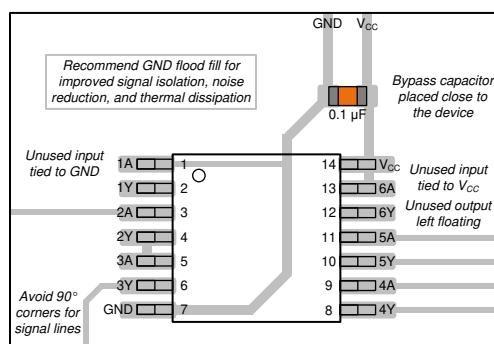 GND VCC
Recommend GND flood fill for
improved signal isolation, noise
reduction, and thermal dissipation
Bypass capacitor
placed close to
the device
0.1 µF
Unused input
tied to GND
1A 1 14 VCC
Unused input
tied to VCC
1Y 2 13 6A
Unused output
left floating
2A 3 12 6Y
2Y 4 11 5A
3A 5 10 5Y
3Y 6 9 4A
GND 7 8 4Y
Avoid 90°
corners for
signal lines